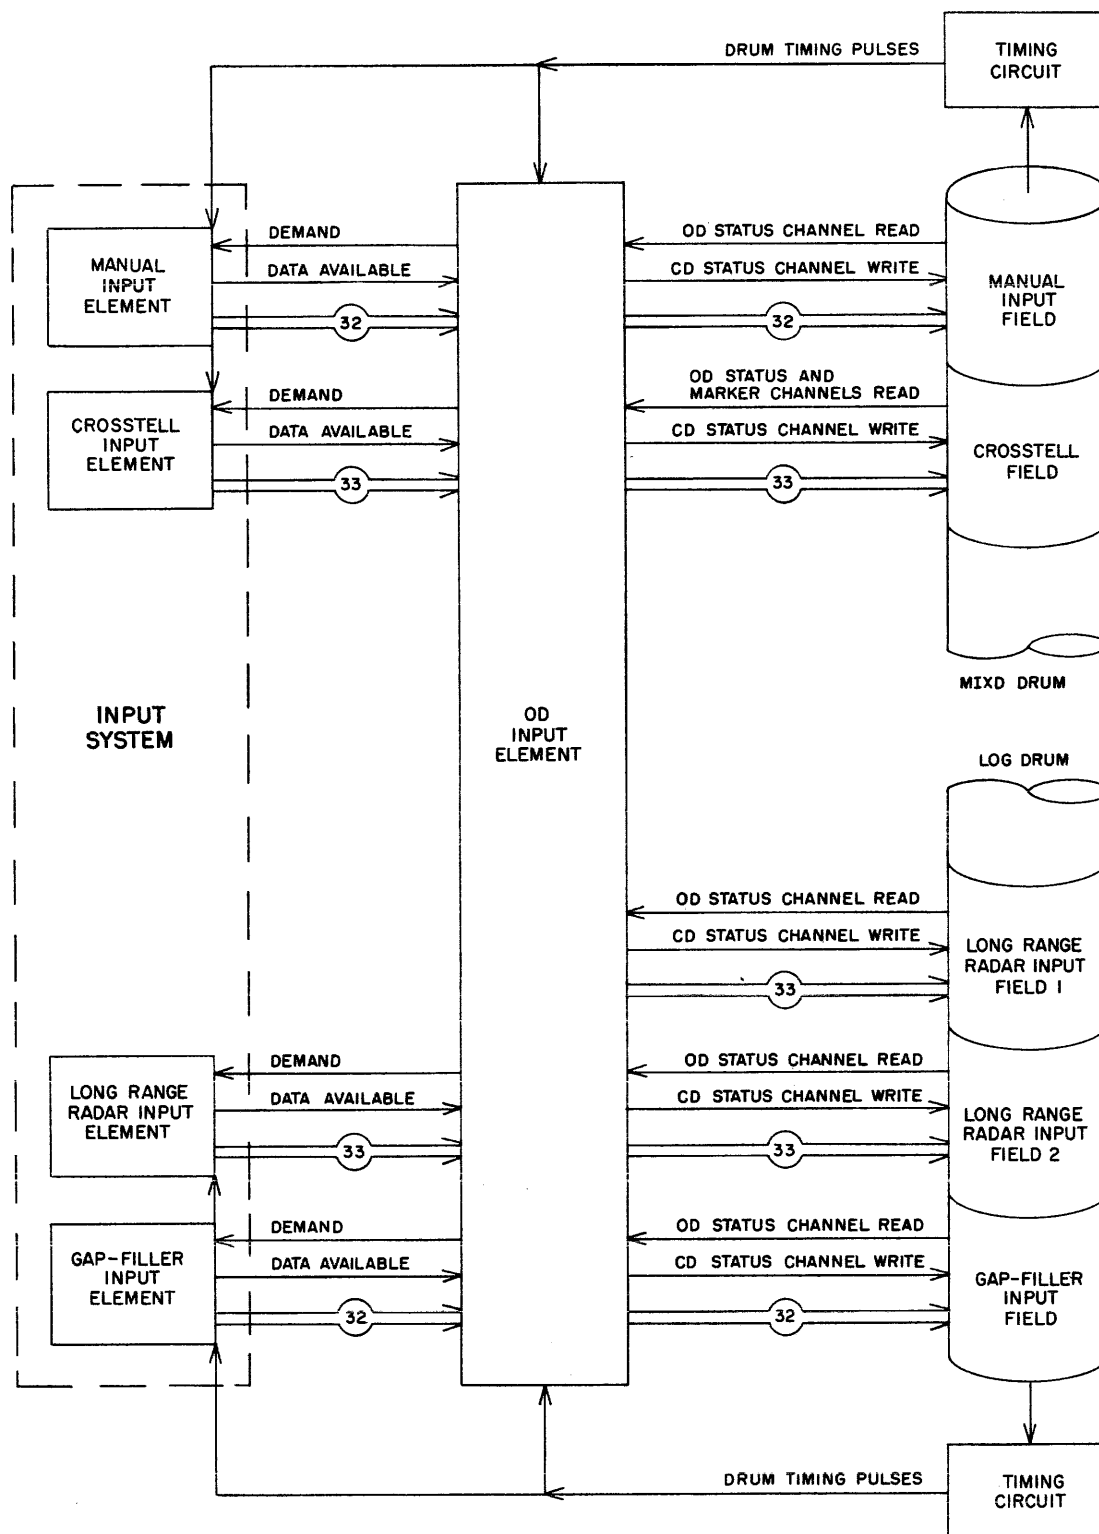 DRUM TIMING PULSES
TIMING
CIRCUIT
MANUAL
INPUT
ELEMENT
DEMAND
DATA AVAILABLE
32
OD STATUS CHANNEL READ
CD STATUS CHANNEL WRITE
32
MANUAL
INPUT
FIELD
CROSSTELL
INPUT
ELEMENT
DEMAND
DATA AVAILABLE
33
OD STATUS AND
MARKER CHANNELS READ
CD STATUS CHANNEL WRITE
33
CROSSTELL
FIELD
MIXD DRUM
INPUT
SYSTEM
OD
INPUT
ELEMENT
LOG DRUM
OD STATUS CHANNEL READ
CD STATUS CHANNEL WRITE
33
LONG RANGE
RADAR INPUT
FIELD 1
LONG RANGE
RADAR INPUT
ELEMENT
DEMAND
DATA AVAILABLE
33
OD STATUS CHANNEL READ
CD STATUS CHANNEL WRITE
33
LONG RANGE
RADAR INPUT
FIELD 2
GAP-FILLER
INPUT
ELEMENT
DEMAND
DATA AVAILABLE
32
OD STATUS CHANNEL READ
CD STATUS CHANNEL WRITE
32
GAP-FILLER
INPUT
FIELD
DRUM TIMING PULSES
TIMING
CIRCUIT